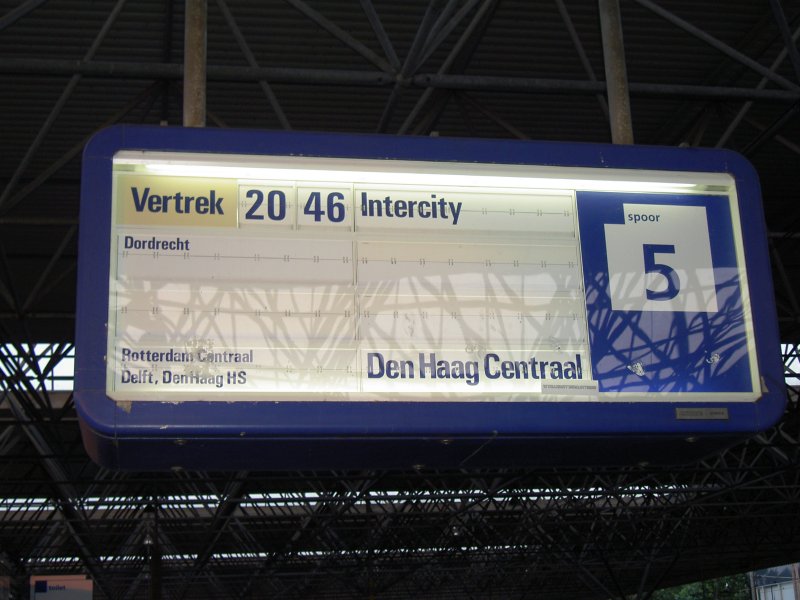 Vertrek 20 46 Intercity
spoor
5
Dordrecht
Rotterdam Centraal
Delft, Den Haag HS
Den Haag Centraal